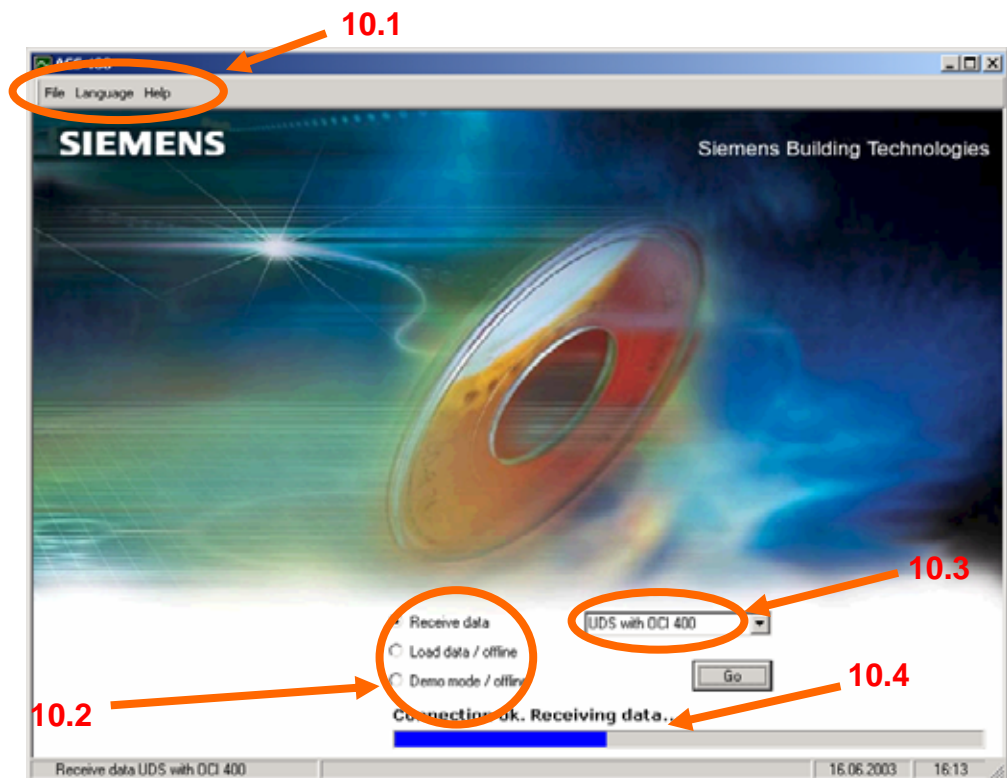 10.1
File Language Help
SIEMENS
Siemens Building Technologies
10.3
Receive data
UDS with OCI 400
Load data / offline
Demo mode / offline
Go
10.4
10.2
Connection ok. Receiving data...
Receive data UDS with OCI 400
16.06.2003
16:13